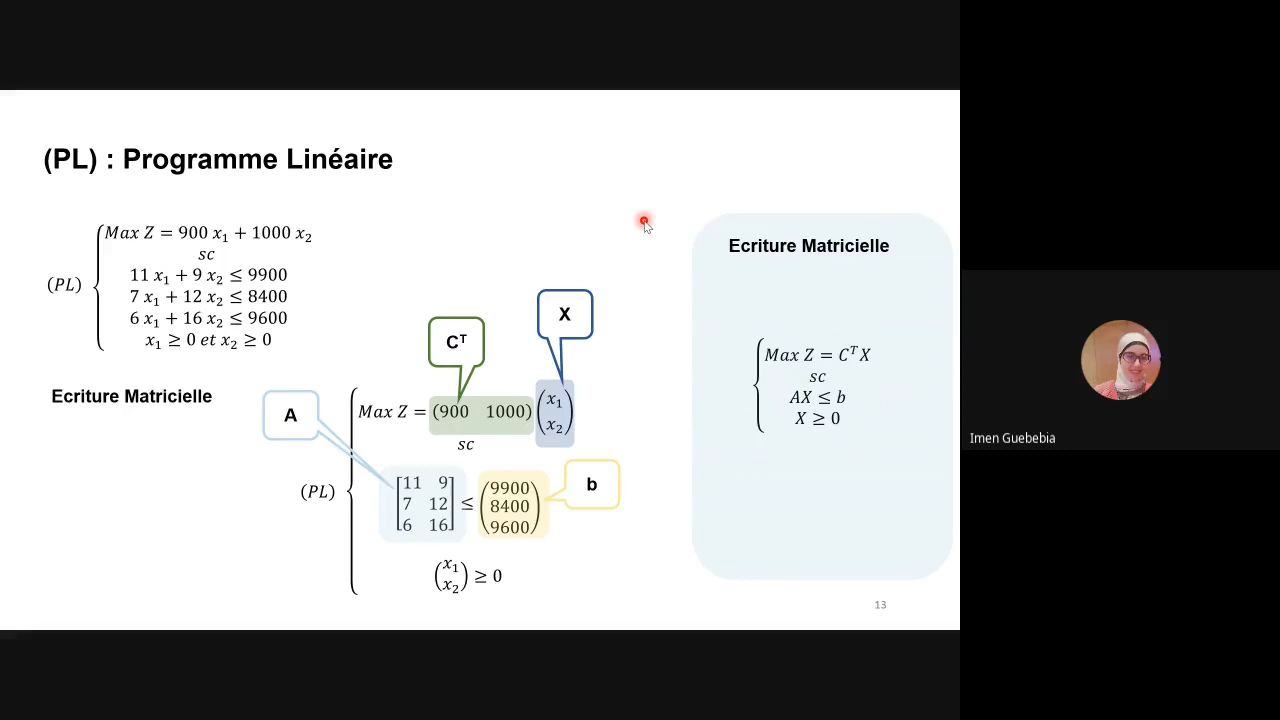 (PL) : Programme Linéaire
(PL)
Max Z = 900 x₁ + 1000 x₂
sc
11 x₁ + 9 x₂ ≤ 9900
7 x₁ + 12 x₂ ≤ 8400
6 x₁ + 16 x₂ ≤ 9600
x₁ ≥ 0 et x₂ ≥ 0
Ecriture Matricielle
A
Cᵀ
X
b
(PL)
Max Z = (900 1000) (x₁
x₂)
sc
[11 9
7 12
6 16] ≤ (9900
8400
9600)
(x₁
x₂) ≥ 0
Ecriture Matricielle
Max Z = CᵀX
sc
AX ≤ b
X ≥ 0
13
Imen Guebebia